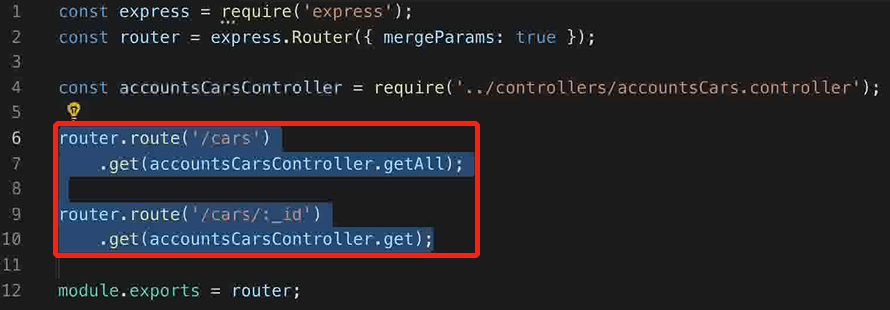 1 const express = require('express');
2 const router = express.Router({ mergeParams: true });
3
4 const accountsCarsController = require('../controllers/accountsCars.controller');
5
6 router.route('/cars')
7     .get(accountsCarsController.getAll);
8
9 router.route('/cars/:_id')
10     .get(accountsCarsController.get);
11
12 module.exports = router;